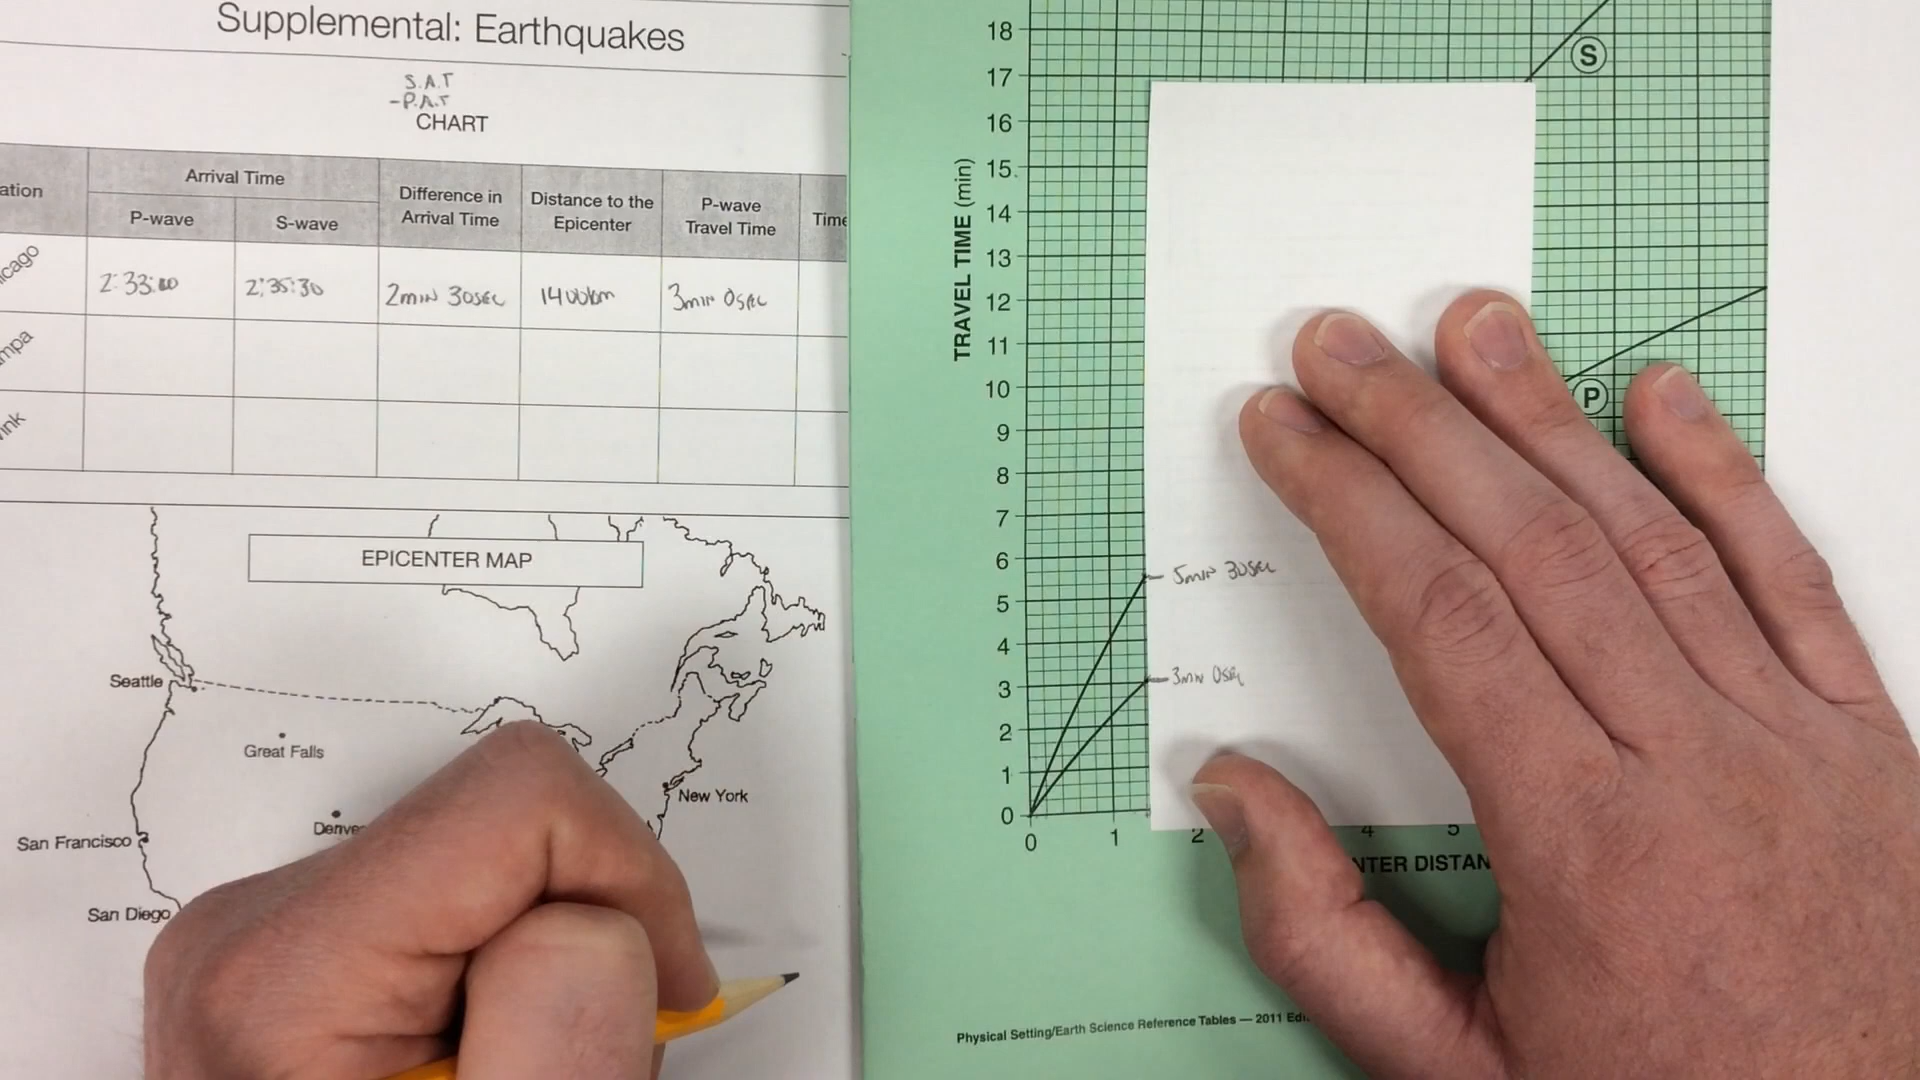 Supplemental: Earthquakes
S.A.T
-P.A.T
CHART
ation
Arrival Time
P-wave
S-wave
Difference in
Arrival Time
Distance to the
Epicenter
P-wave
Travel Time
Time
icago
2:33:00
2:35:30
2min 30sec
1400km
3min 0sec
mpa
ink
EPICENTER MAP
Seattle
Great Falls
Denve
San Francisco
San Diego
New York
18
17
16
15
14
13
12
11
10
9
8
7
6
5
4
3
2
1
0
TRAVEL TIME (min)
S
P
5min 30sec
3min 0sec
0 1 2 4 5
NTER DISTAN
Physical Setting/Earth Science Reference Tables — 2011 Edi